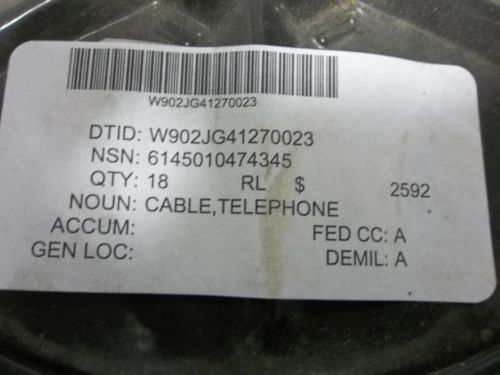 W902JG41270023
DTID: W902JG41270023
NSN: 6145010474345
QTY: 18 RL $ 2592
NOUN: CABLE,TELEPHONE
ACCUM: FED CC: A
GEN LOC: DEMIL: A